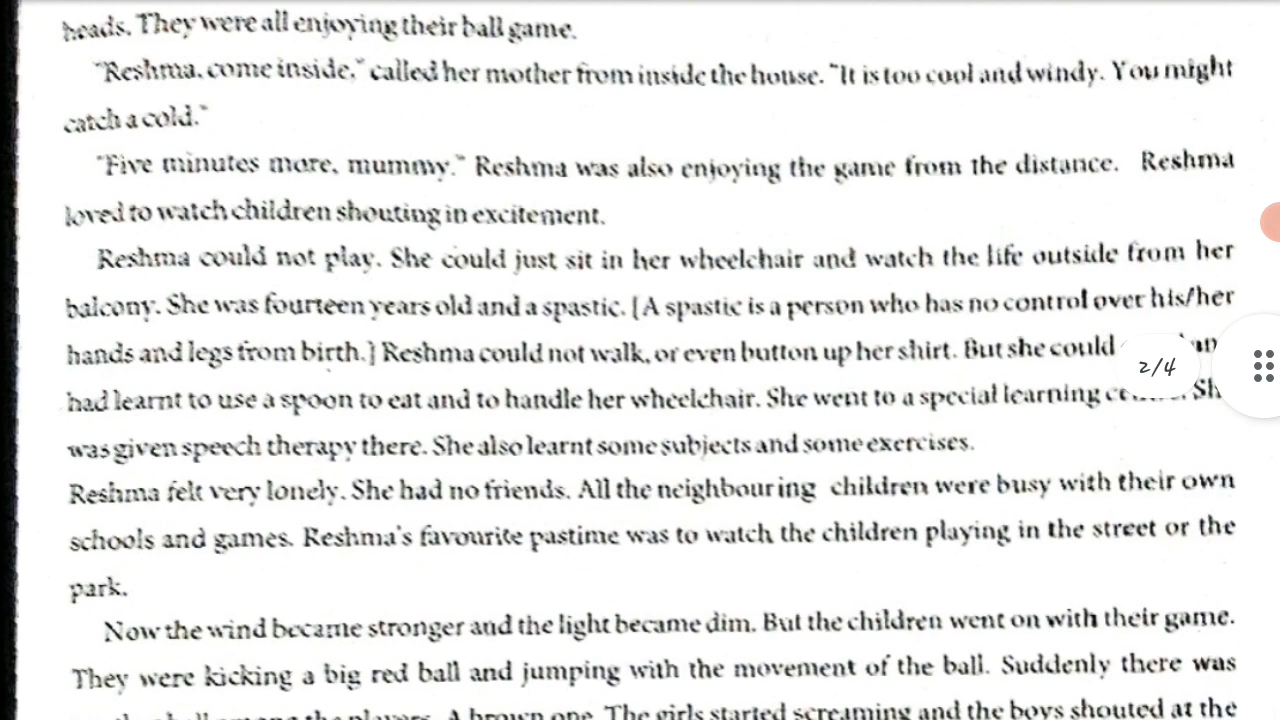 heads. They were all enjoying their ball game.
"Reshma, come inside," called her mother from inside the house. "It is too cool and windy. You might
catch a cold."
"Five minutes more, mummy." Reshma was also enjoying the game from the distance. Reshma
loved to watch children shouting in excitement.
Reshma could not play. She could just sit in her wheelchair and watch the life outside from her
balcony. She was fourteen years old and a spastic. [A spastic is a person who has no control over his/her
hands and legs from birth.] Reshma could not walk, or even button up her shirt. But she could
2/4
had learnt to use a spoon to eat and to handle her wheelchair. She went to a special learning
was given speech therapy there. She also learnt some subjects and some exercises.
Reshma felt very lonely. She had no friends. All the neighbouring children were busy with their own
schools and games. Reshma's favourite pastime was to watch the children playing in the street or the
park.
Now the wind became stronger and the light became dim. But the children went on with their game.
They were kicking a big red ball and jumping with the movement of the ball. Suddenly there was
ball among the players. A brown one. The girls started screaming and the boys shouted at the